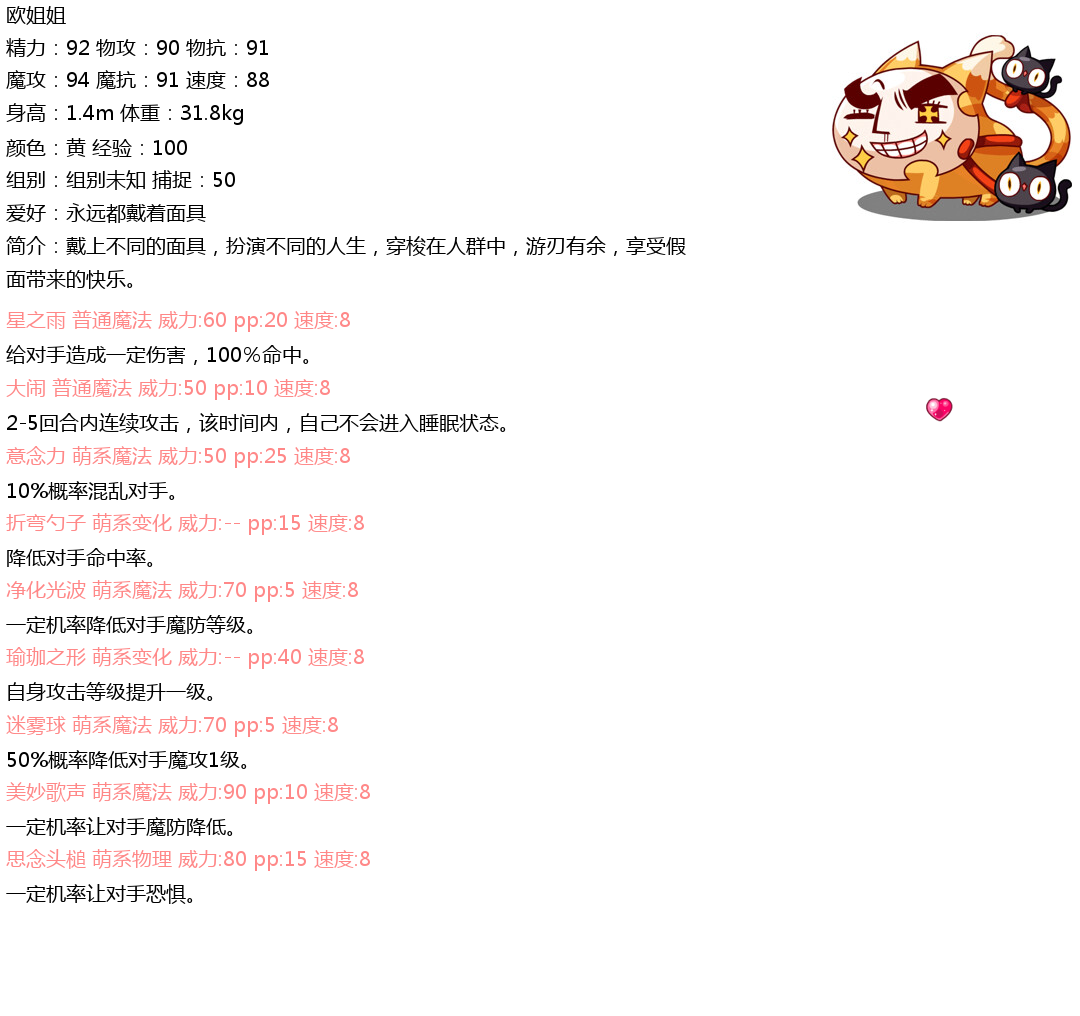 欧姐姐
精力：92 物攻：90 物抗：91
魔攻：94 魔抗：91 速度：88
身高：1.4m 体重：31.8kg
颜色：黄 经验：100
组别：组别未知 捕捉：50
爱好：永远都戴着面具
简介：戴上不同的面具，扮演不同的人生，穿梭在人群中，游刃有余，享受假
面带来的快乐。
星之雨 普通魔法 威力:60 pp:20 速度:8
给对手造成一定伤害，100%命中。
大闹 普通魔法 威力:50 pp:10 速度:8
2-5回合内连续攻击，该时间内，自己不会进入睡眠状态。
意念力 萌系魔法 威力:50 pp:25 速度:8
10%概率混乱对手。
折弯勺子 萌系变化 威力:-- pp:15 速度:8
降低对手命中率。
净化光波 萌系魔法 威力:70 pp:5 速度:8
一定机率降低对手魔防等级。
瑜珈之形 萌系变化 威力:-- pp:40 速度:8
自身攻击等级提升一级。
迷雾球 萌系魔法 威力:70 pp:5 速度:8
50%概率降低对手魔攻1级。
美妙歌声 萌系魔法 威力:90 pp:10 速度:8
一定机率让对手魔防降低。
思念头槌 萌系物理 威力:80 pp:15 速度:8
一定机率让对手恐惧。